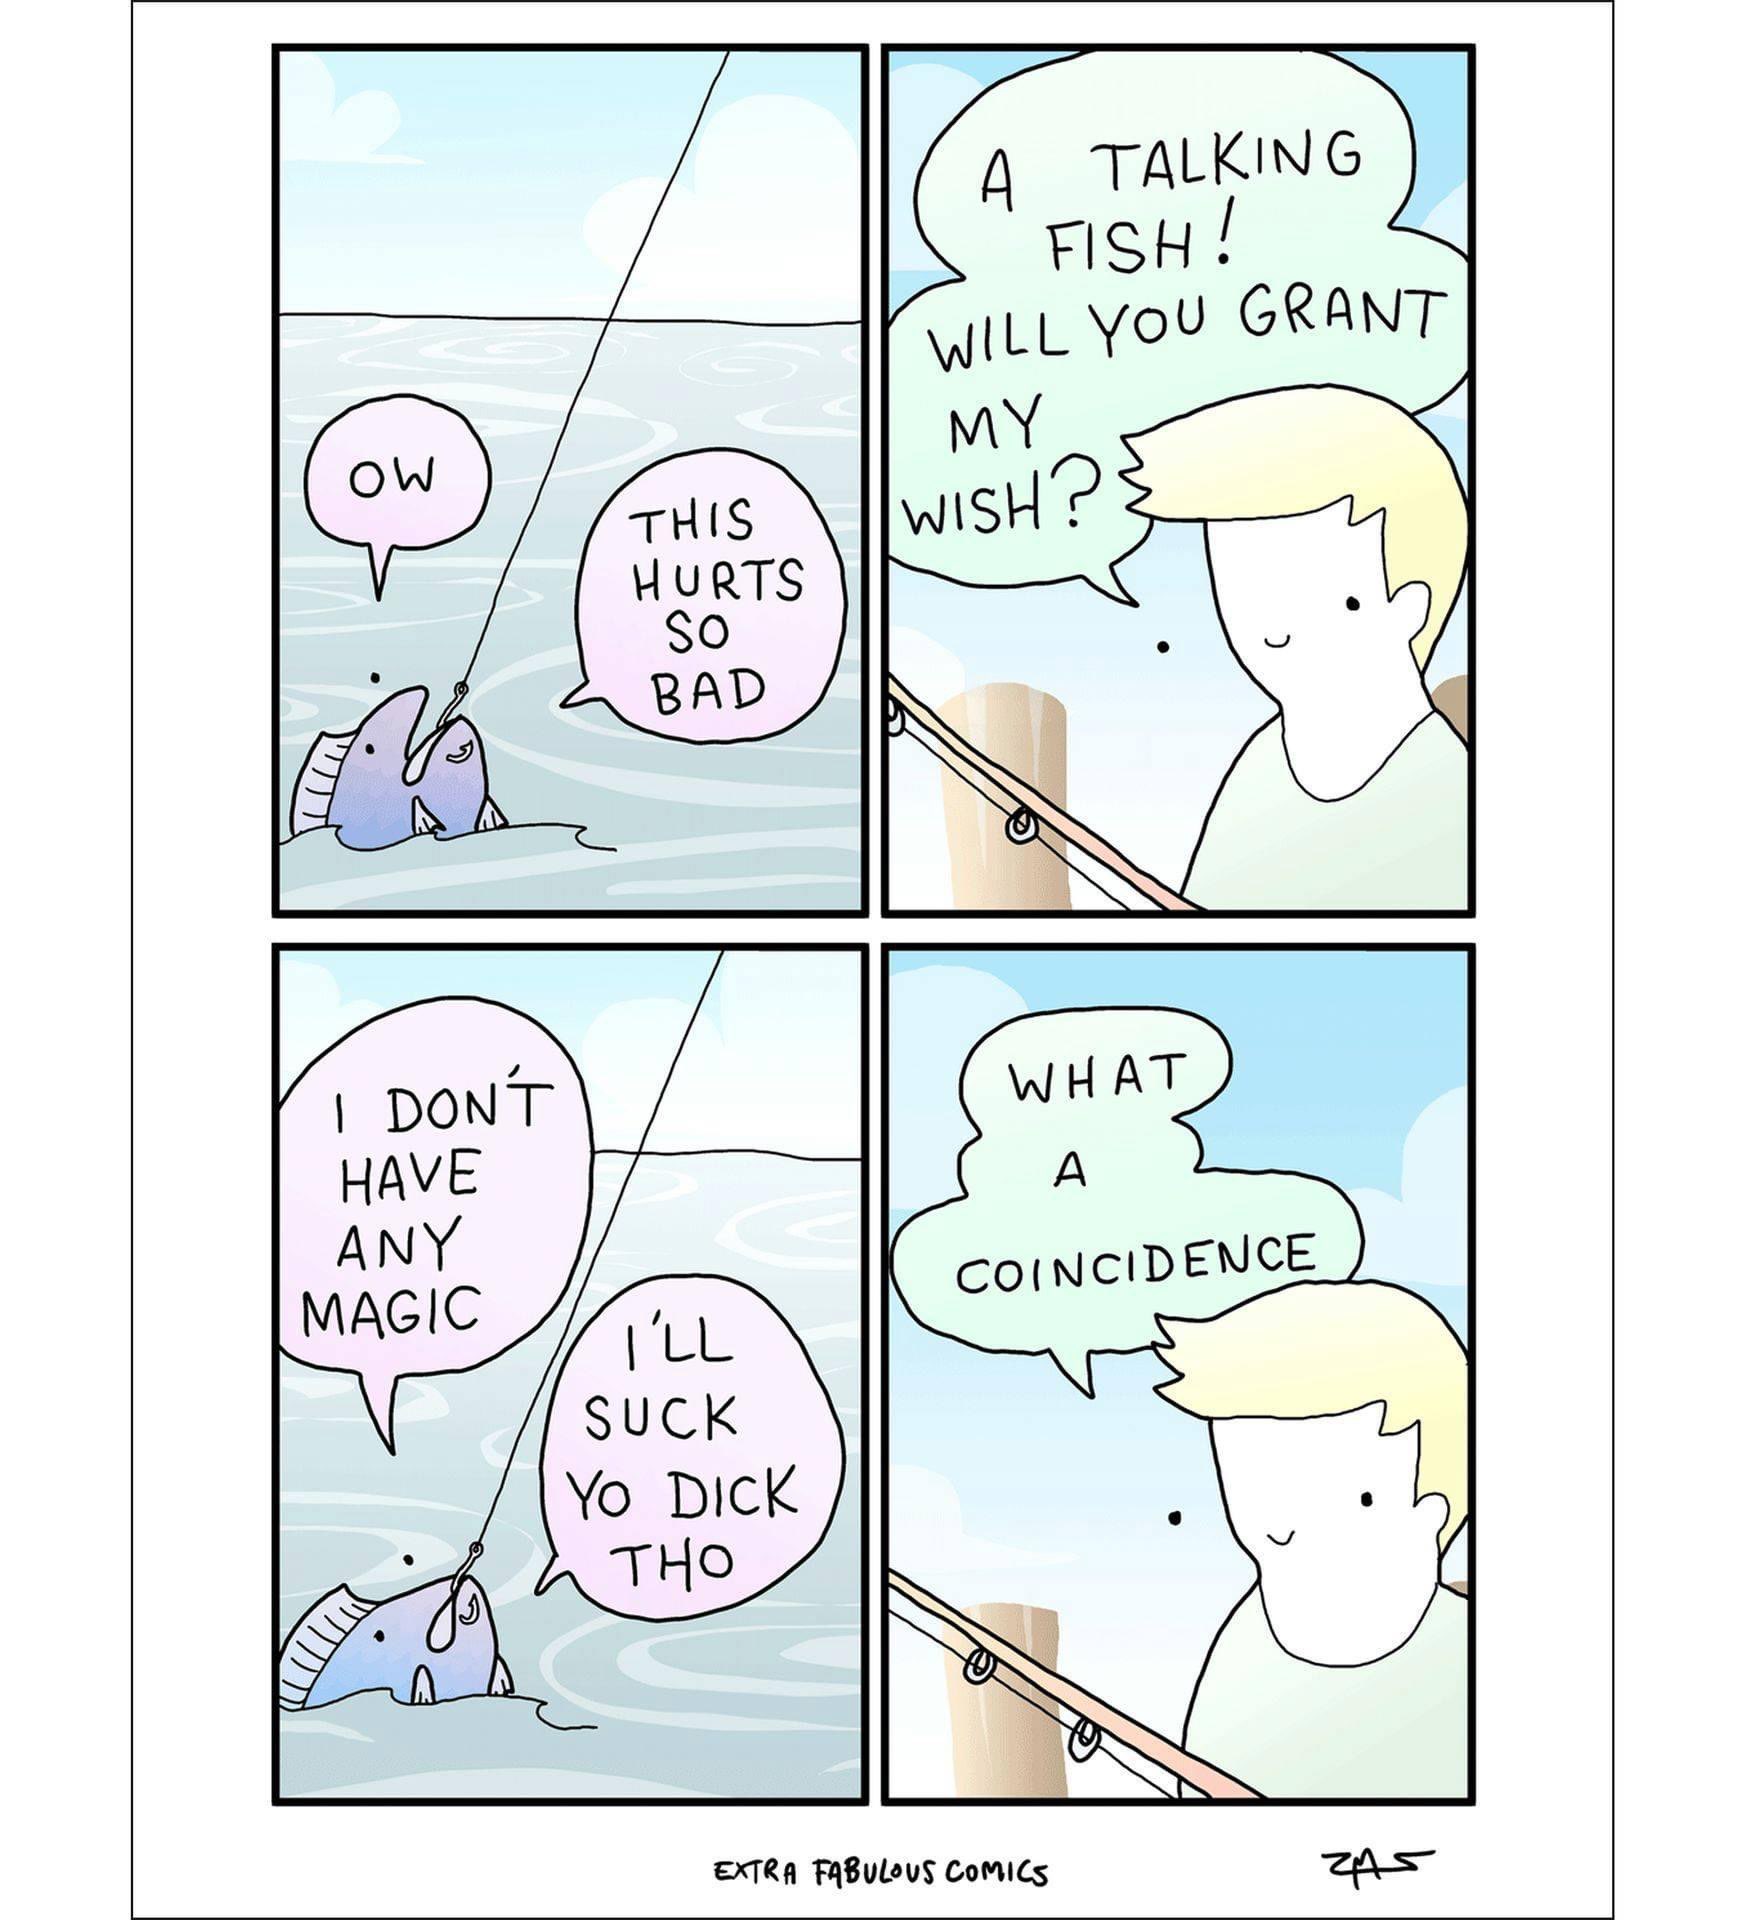 OW
THIS
HURTS
SO
BAD
A TALKING
FISH!
WILL YOU GRANT
MY
WISH?
I DON'T
HAVE
ANY
MAGIC
I'LL
SUCK
YO DICK
THO
WHAT
A
COINCIDENCE
EXTRA FABULOUS COMICS
ZMS